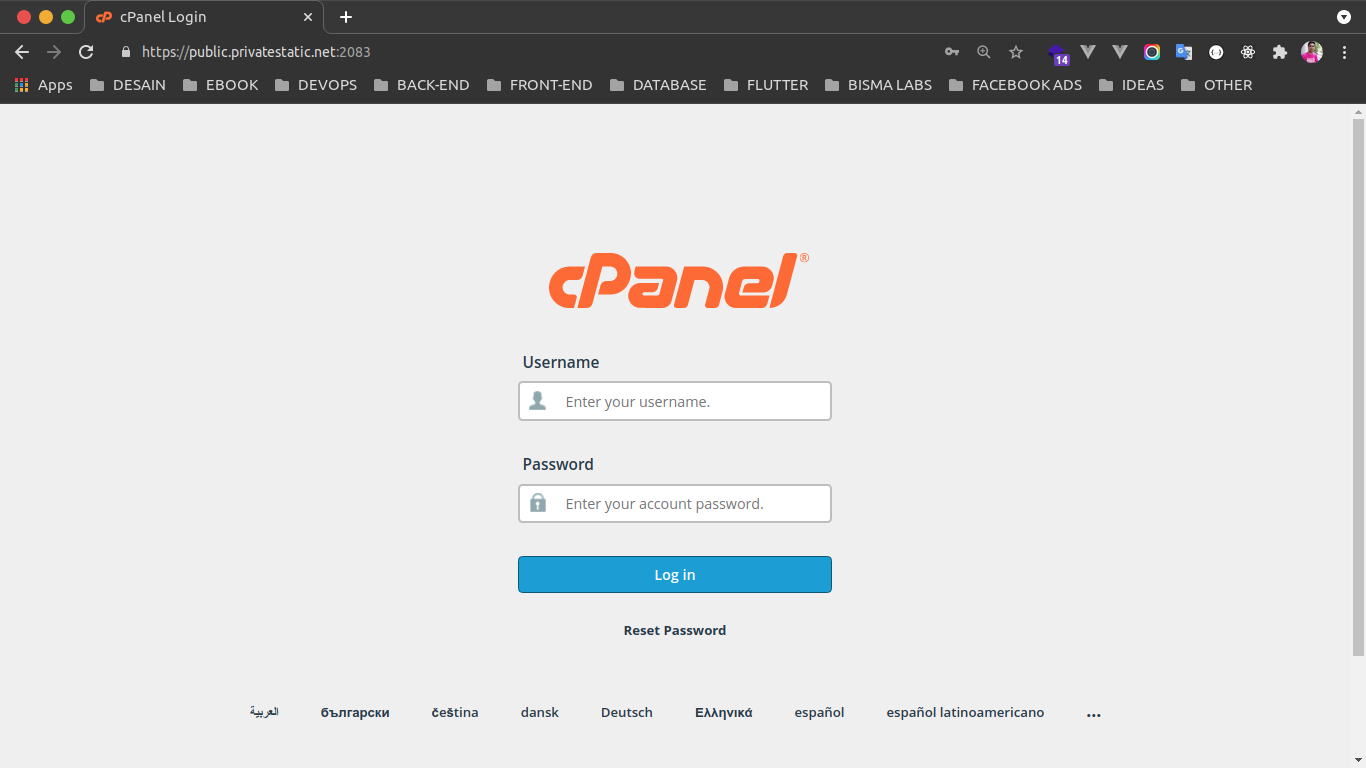 cPanel Login
https://public.privatestatic.net:2083
14
Apps DESAIN EBOOK DEVOPS BACK-END FRONT-END DATABASE FLUTTER BISMA LABS FACEBOOK ADS IDEAS OTHER
cPanel®
Username
Enter your username.
Password
Enter your account password.
Log in
Reset Password
العربية български čeština dansk Deutsch Ελληνικά español español latinoamericano ...